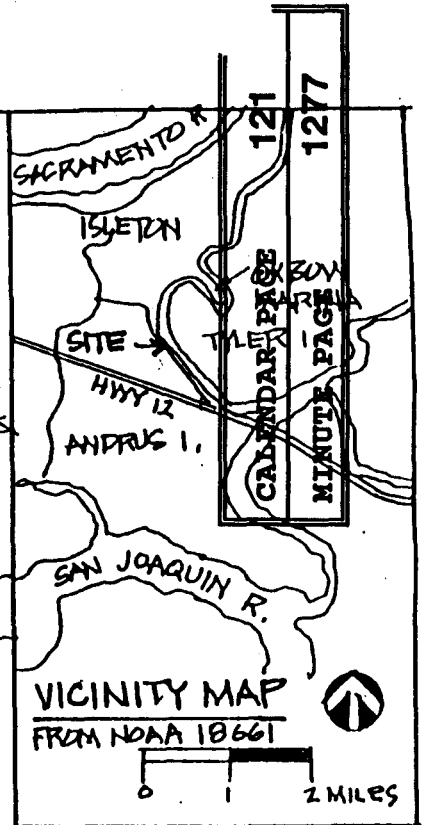 SACRAMENTO R
ISLETON
OXBOW
MARINA
SITE
TYLER I.
HWY 12
ANDRUS I.
SAN JOAQUIN R.
VICINITY MAP
FROM NOAA 18661
0 1 2 MILES
CALENDAR PAGE 121
MINUTE PAGE 1277